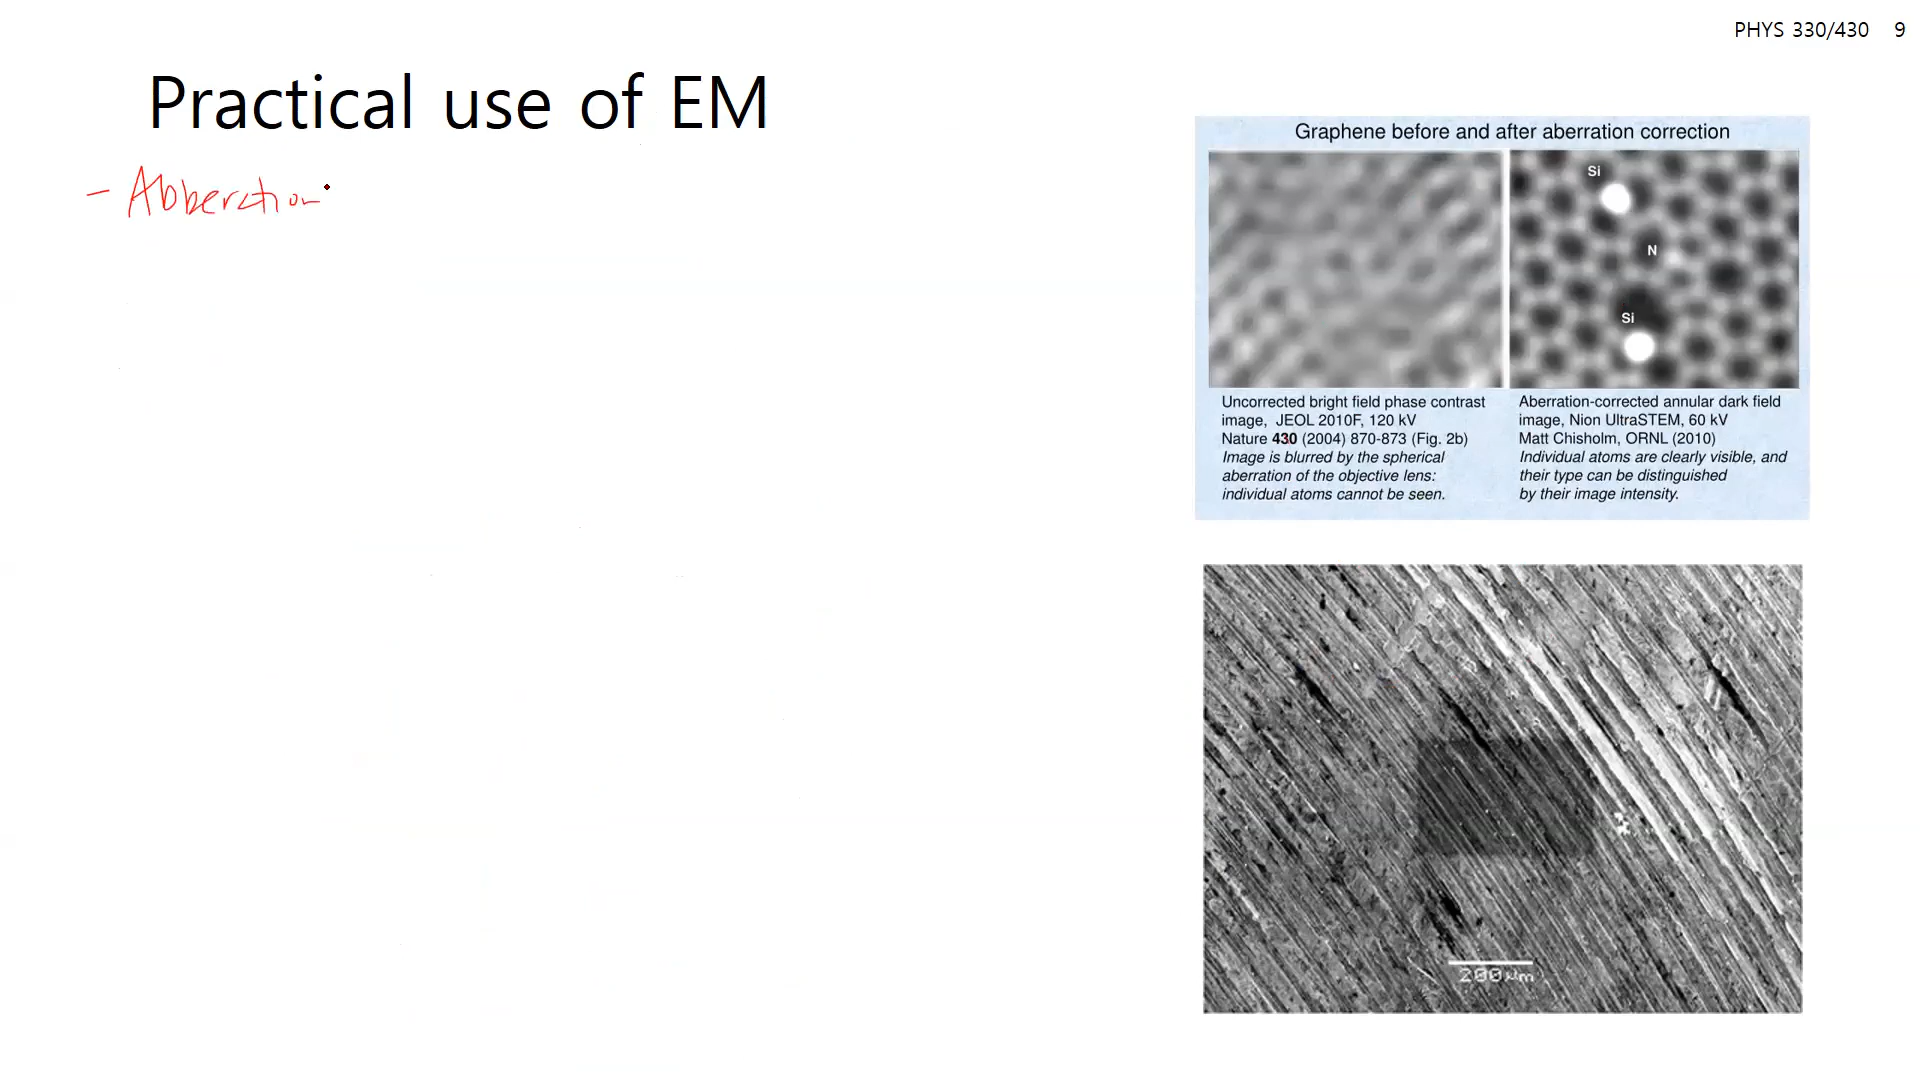 PHYS 330/430 9
Practical use of EM
- Abberation
Graphene before and after aberration correction
Si
N
Si
Uncorrected bright field phase contrast
image, JEOL 2010F, 120 kV
Nature 430 (2004) 870-873 (Fig. 2b)
Image is blurred by the spherical
aberration of the objective lens:
individual atoms cannot be seen.
Aberration-corrected annular dark field
image, Nion UltraSTEM, 60 kV
Matt Chisholm, ORNL (2010)
Individual atoms are clearly visible, and
their type can be distinguished
by their image intensity.
200 µm